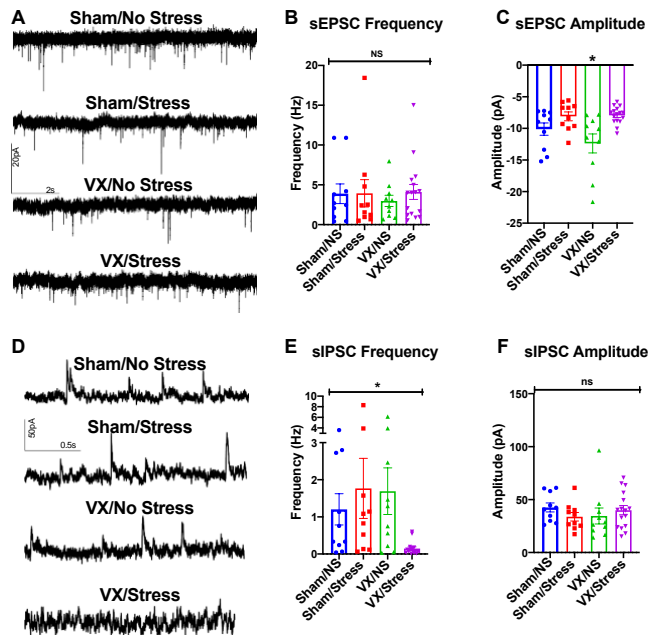 A
Sham/No Stress
Sham/Stress
20pA
2s
VX/No Stress
VX/Stress
B sEPSC Frequency
NS
20
15
10
5
0
Frequency (Hz)
Sham/NS
Sham/Stress
VX/NS
VX/Stress
C sEPSC Amplitude
*
0
-5
-10
-15
-20
-25
Amplitude (pA)
Sham/NS
Sham/Stress
VX/NS
VX/Stress
D
Sham/No Stress
Sham/Stress
50pA
0.5s
VX/No Stress
VX/Stress
E sIPSC Frequency
*
10
8
6
4
3
2
1
0
Frequency (Hz)
Sham/NS
Sham/Stress
VX/NS
VX/Stress
F sIPSC Amplitude
ns
150
100
50
0
Amplitude (pA)
Sham/NS
Sham/Stress
VX/NS
VX/Stress